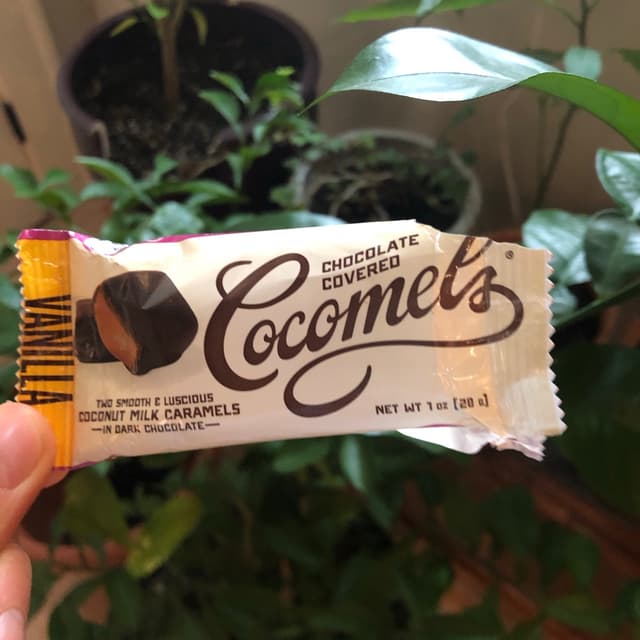 VANILLA
CHOCOLATE
COVERED
Cocomels®
TWO SMOOTH & LUSCIOUS
COCONUT MILK CARAMELS
—IN DARK CHOCOLATE—
NET WT 1 oz (28 g)